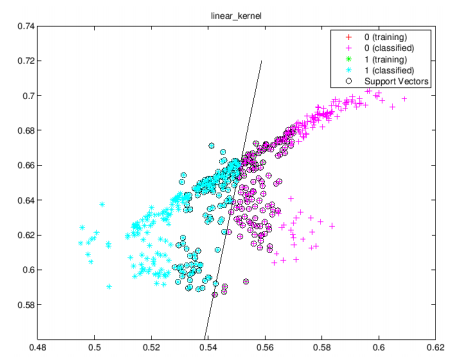 linear_kernel
0.74
0.72
0.7
0.68
0.66
0.64
0.62
0.6
0.58
0.48
0.5
0.52
0.54
0.56
0.58
0.6
0.62
0 (training)
0 (classified)
1 (training)
1 (classified)
Support Vectors